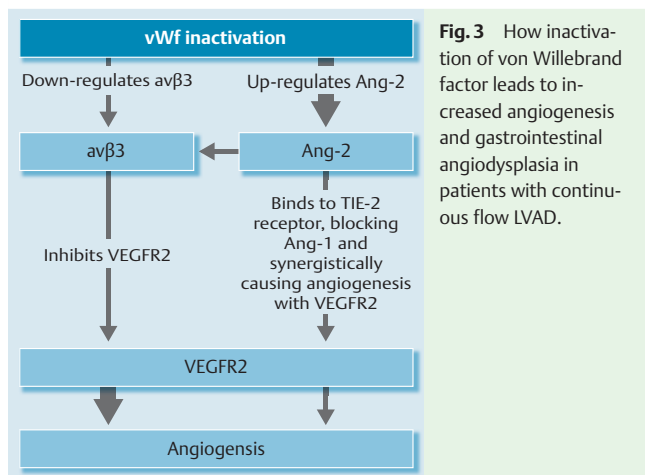 vWf inactivation
Down-regulates avβ3
Up-regulates Ang-2
avβ3
Ang-2
Inhibits VEGFR2
Binds to TIE-2
receptor, blocking
Ang-1 and
synergistically
causing angiogenesis
with VEGFR2
VEGFR2
Angiogensis
Fig. 3 How inactiva-
tion of von Willebrand
factor leads to in-
creased angiogenesis
and gastrointestinal
angiodysplasia in
patients with continu-
ous flow LVAD.